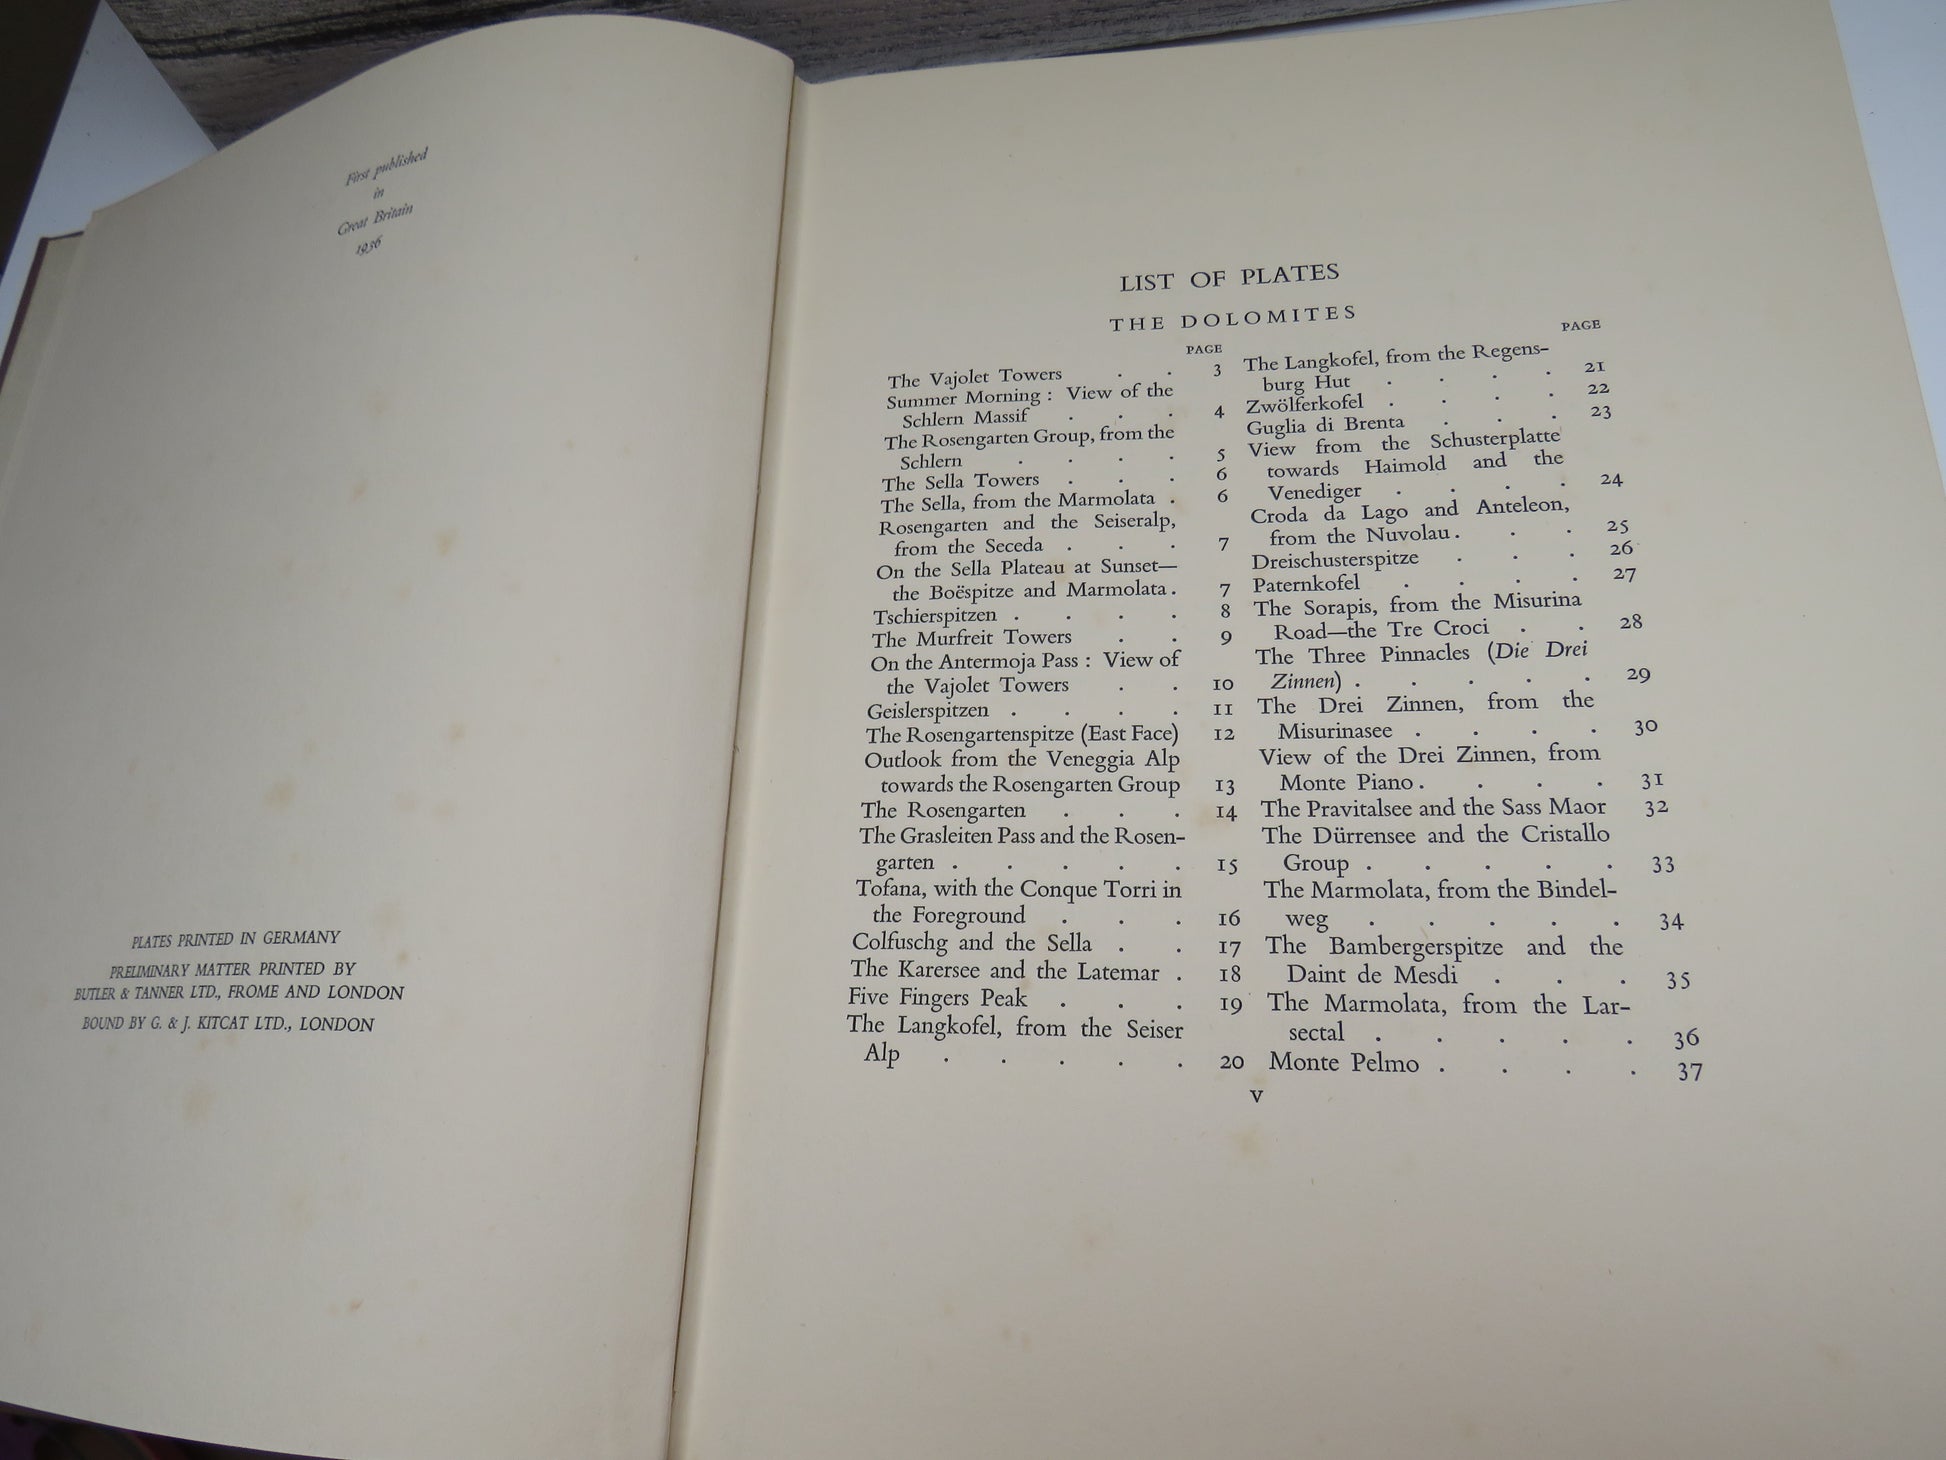 First published
in
Great Britain
1936
PLATES PRINTED IN GERMANY
PRELIMINARY MATTER PRINTED BY
BUTLER & TANNER LTD., FROME AND LONDON
BOUND BY G. & J. KITCAT LTD., LONDON
LIST OF PLATES
THE DOLOMITES
PAGE
The Vajolet Towers . . 3
Summer Morning : View of the
Schlern Massif . . . 4
The Rosengarten Group, from the
Schlern . . . . 5
The Sella Towers . . . 6
The Sella, from the Marmolata . 6
Rosengarten and the Seiseralp,
from the Seceda . . . 7
On the Sella Plateau at Sunset—
the Boëspitze and Marmolata . 7
Tschierspitzen . . . . 8
The Murfreit Towers . . 9
On the Antermoja Pass : View of
the Vajolet Towers . . 10
Geislerspitzen . . . . 11
The Rosengartenspitze (East Face) 12
Outlook from the Veneggia Alp
towards the Rosengarten Group 13
The Rosengarten . . . 14
The Grasleiten Pass and the Rosen-
garten . . . . . 15
Tofana, with the Conque Torri in
the Foreground . . . 16
Colfuschg and the Sella . . 17
The Karersee and the Latemar . 18
Five Fingers Peak . . . 19
The Langkofel, from the Seiser
Alp . . . . . 20
PAGE
The Langkofel, from the Regens-
burg Hut . . . . 21
Zwölferkofel . . . . 22
Guglia di Brenta . . . 23
View from the Schusterplatte
towards Haimold and the
Venediger . . . . 24
Croda da Lago and Anteleon,
from the Nuvolau . . . 25
Dreischusterspitze . . . 26
Paternkofel . . . . 27
The Sorapis, from the Misurina
Road—the Tre Croci . . 28
The Three Pinnacles (Die Drei
Zinnen) . . . . . 29
The Drei Zinnen, from the
Misurinasee . . . . 30
View of the Drei Zinnen, from
Monte Piano . . . . 31
The Pravitalsee and the Sass Maor 32
The Dürrensee and the Cristallo
Group . . . . . 33
The Marmolata, from the Bindel-
weg . . . . . 34
The Bambergerspitze and the
Daint de Mesdi . . . 35
The Marmolata, from the Lar-
sectal . . . . . 36
Monte Pelmo . . . . 37
v